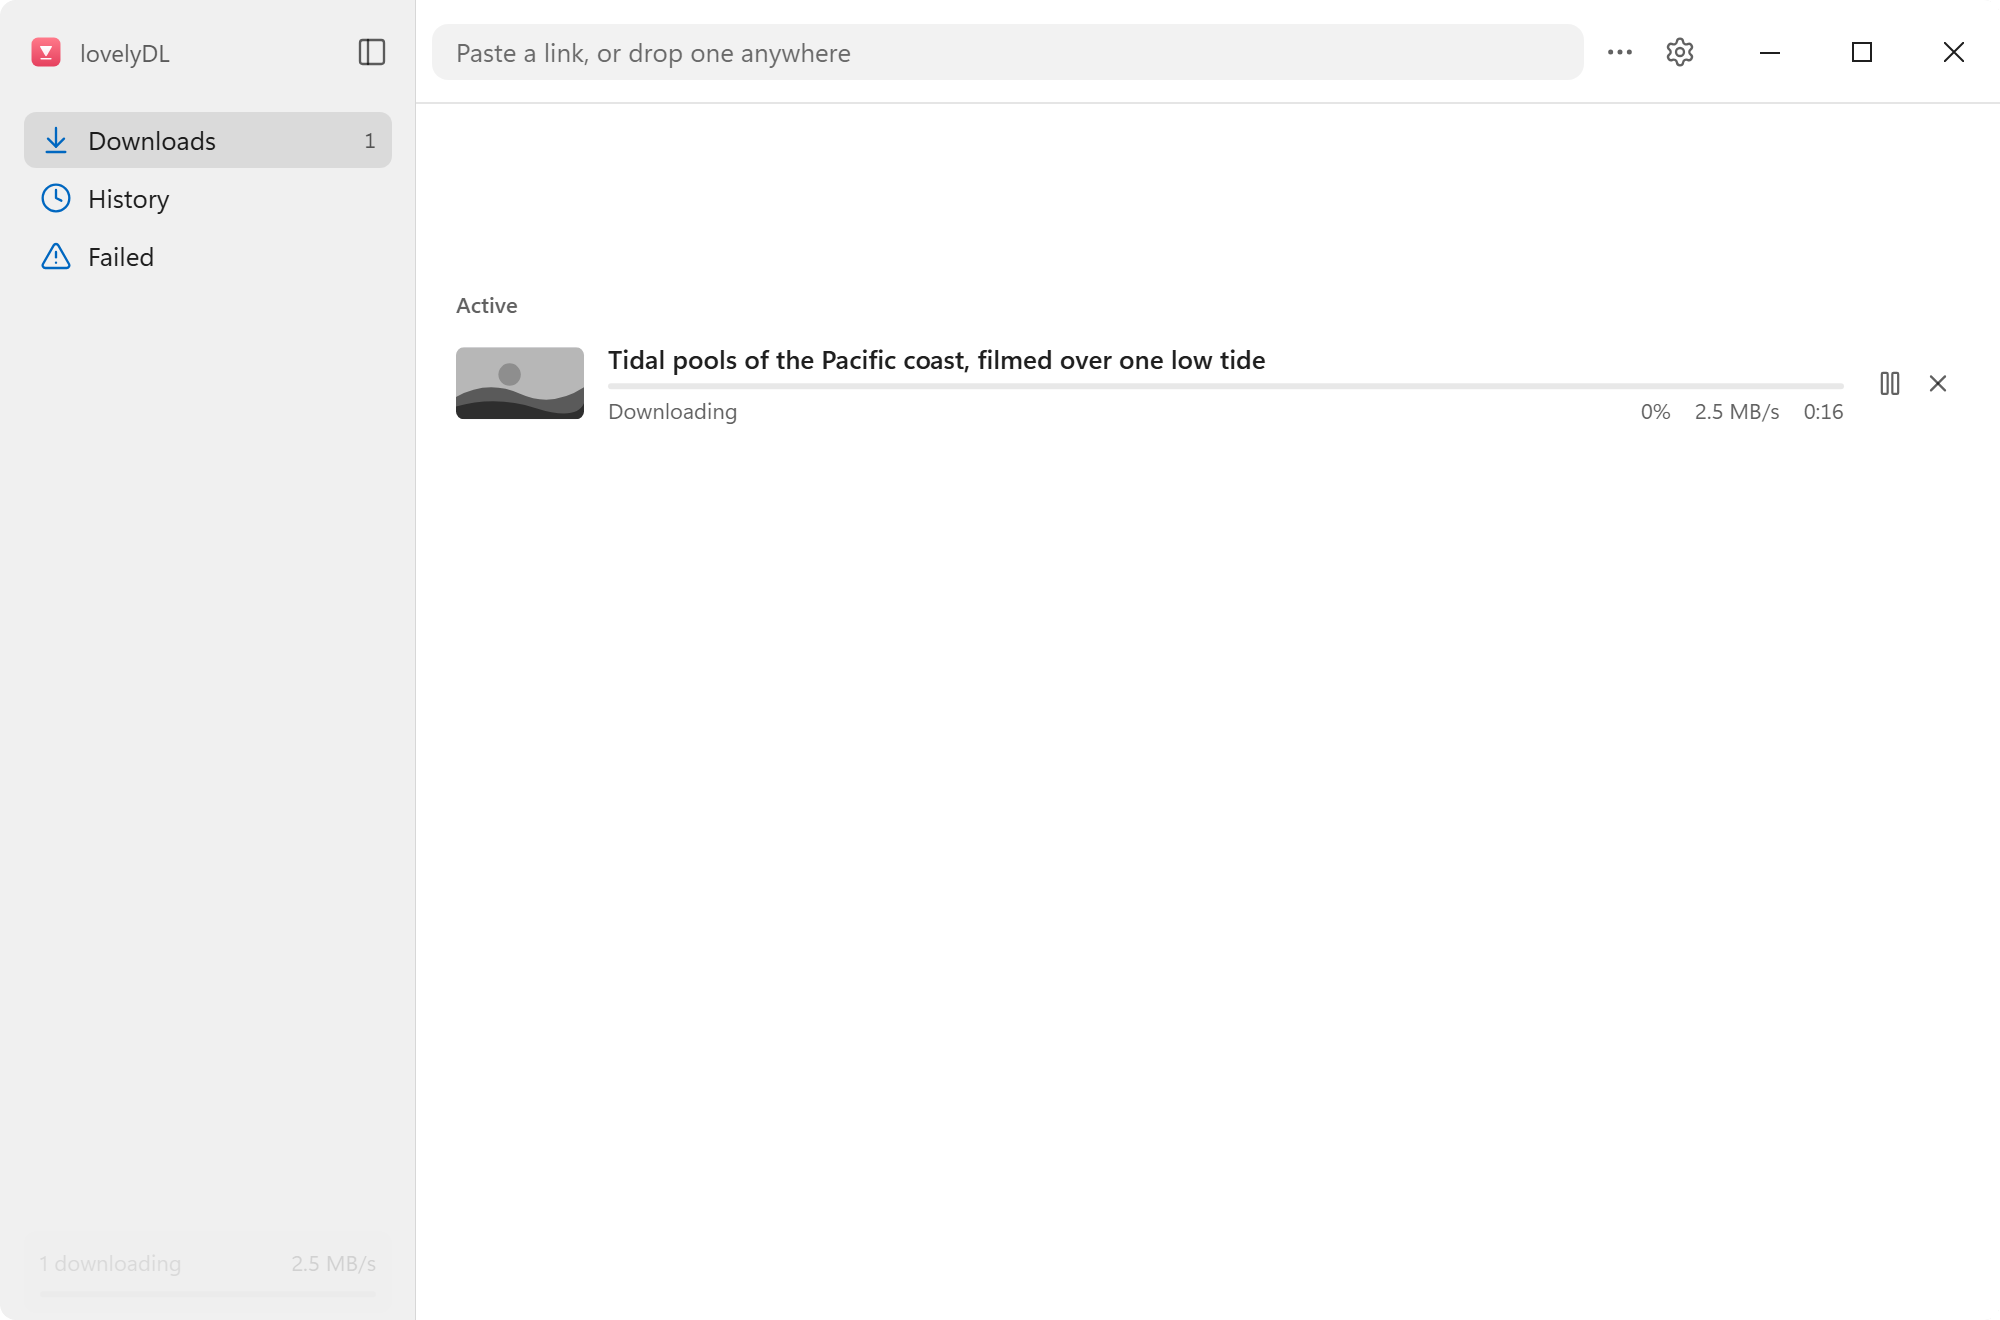 lovelyDL
Paste a link, or drop one anywhere
Downloads 1
History
Failed
Active
Tidal pools of the Pacific coast, filmed over one low tide
Downloading 0% 2.5 MB/s 0:16
1 downloading 2.5 MB/s